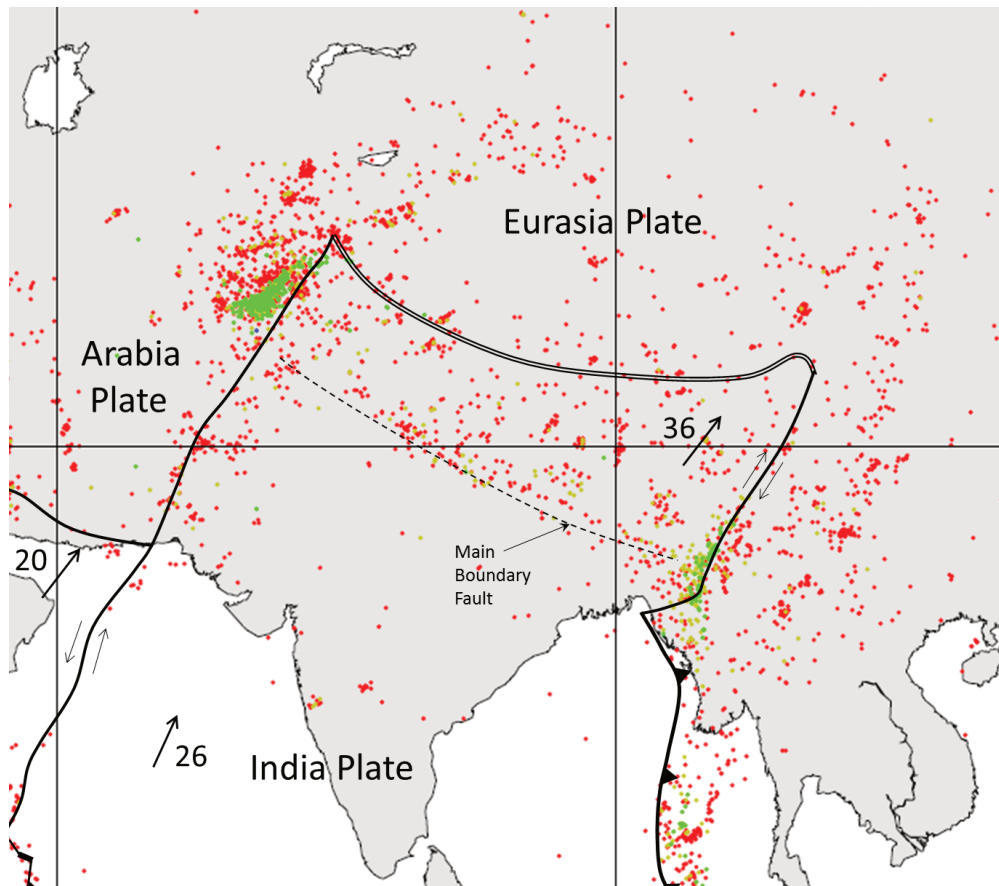 Eurasia Plate
Arabia
Plate
36
20
Main
Boundary
Fault
26
India Plate